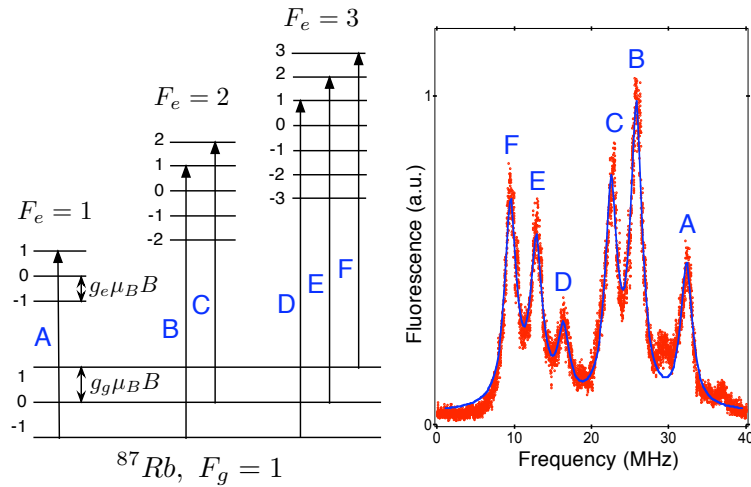 F_e = 3
3
2
1
0
-1
-2
-3
F_e = 2
2
1
0
-1
-2
F_e = 1
1
0
-1
g_e μ_B B
A
B
C
D
E
F
1
0
-1
g_g μ_B B
^87Rb, F_g = 1
Fluorescence (a.u.)
1
0
F
E
D
C
B
A
0 10 20 30 40
Frequency (MHz)